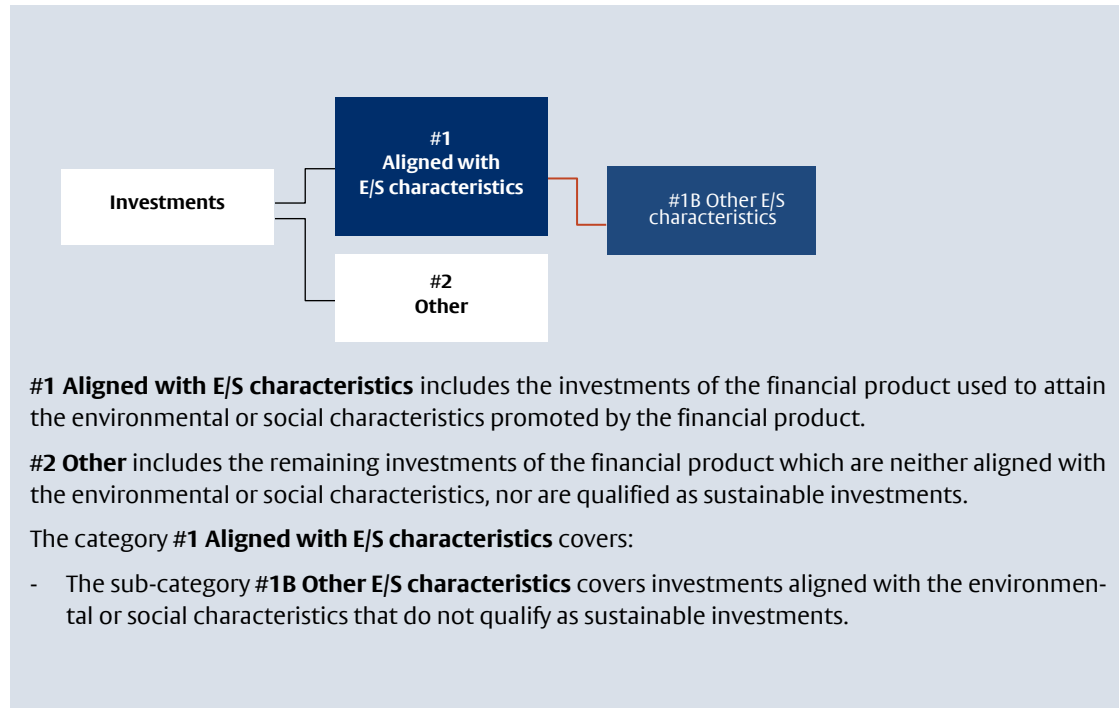 #1
Aligned with
E/S characteristics
Investments
#1B Other E/S
characteristics
#2
Other
#1 Aligned with E/S characteristics includes the investments of the financial product used to attain
the environmental or social characteristics promoted by the financial product.
#2 Other includes the remaining investments of the financial product which are neither aligned with
the environmental or social characteristics, nor are qualified as sustainable investments.
The category #1 Aligned with E/S characteristics covers:
- The sub-category #1B Other E/S characteristics covers investments aligned with the environmen-
tal or social characteristics that do not qualify as sustainable investments.